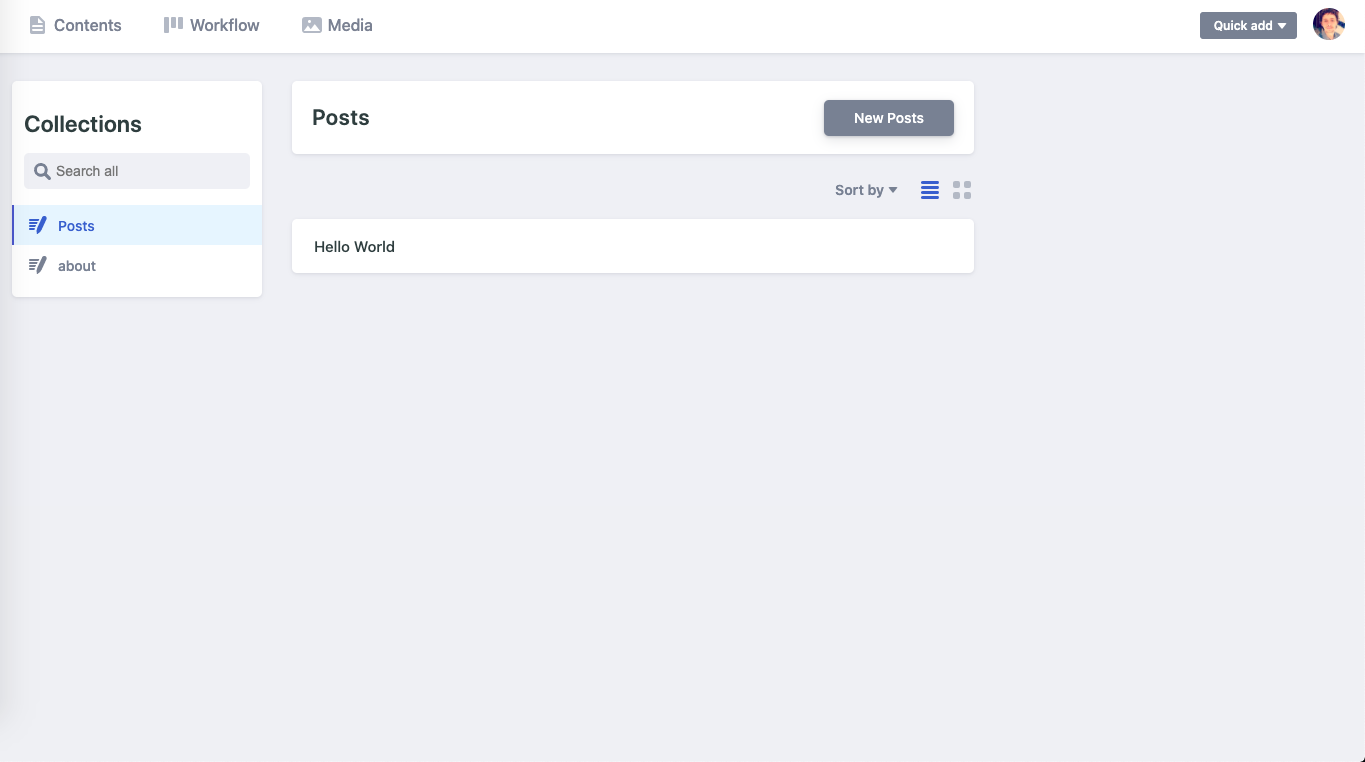 Contents
Workflow
Media
Quick add
Collections
Search all
Posts
about
Posts
New Posts
Sort by
Hello World